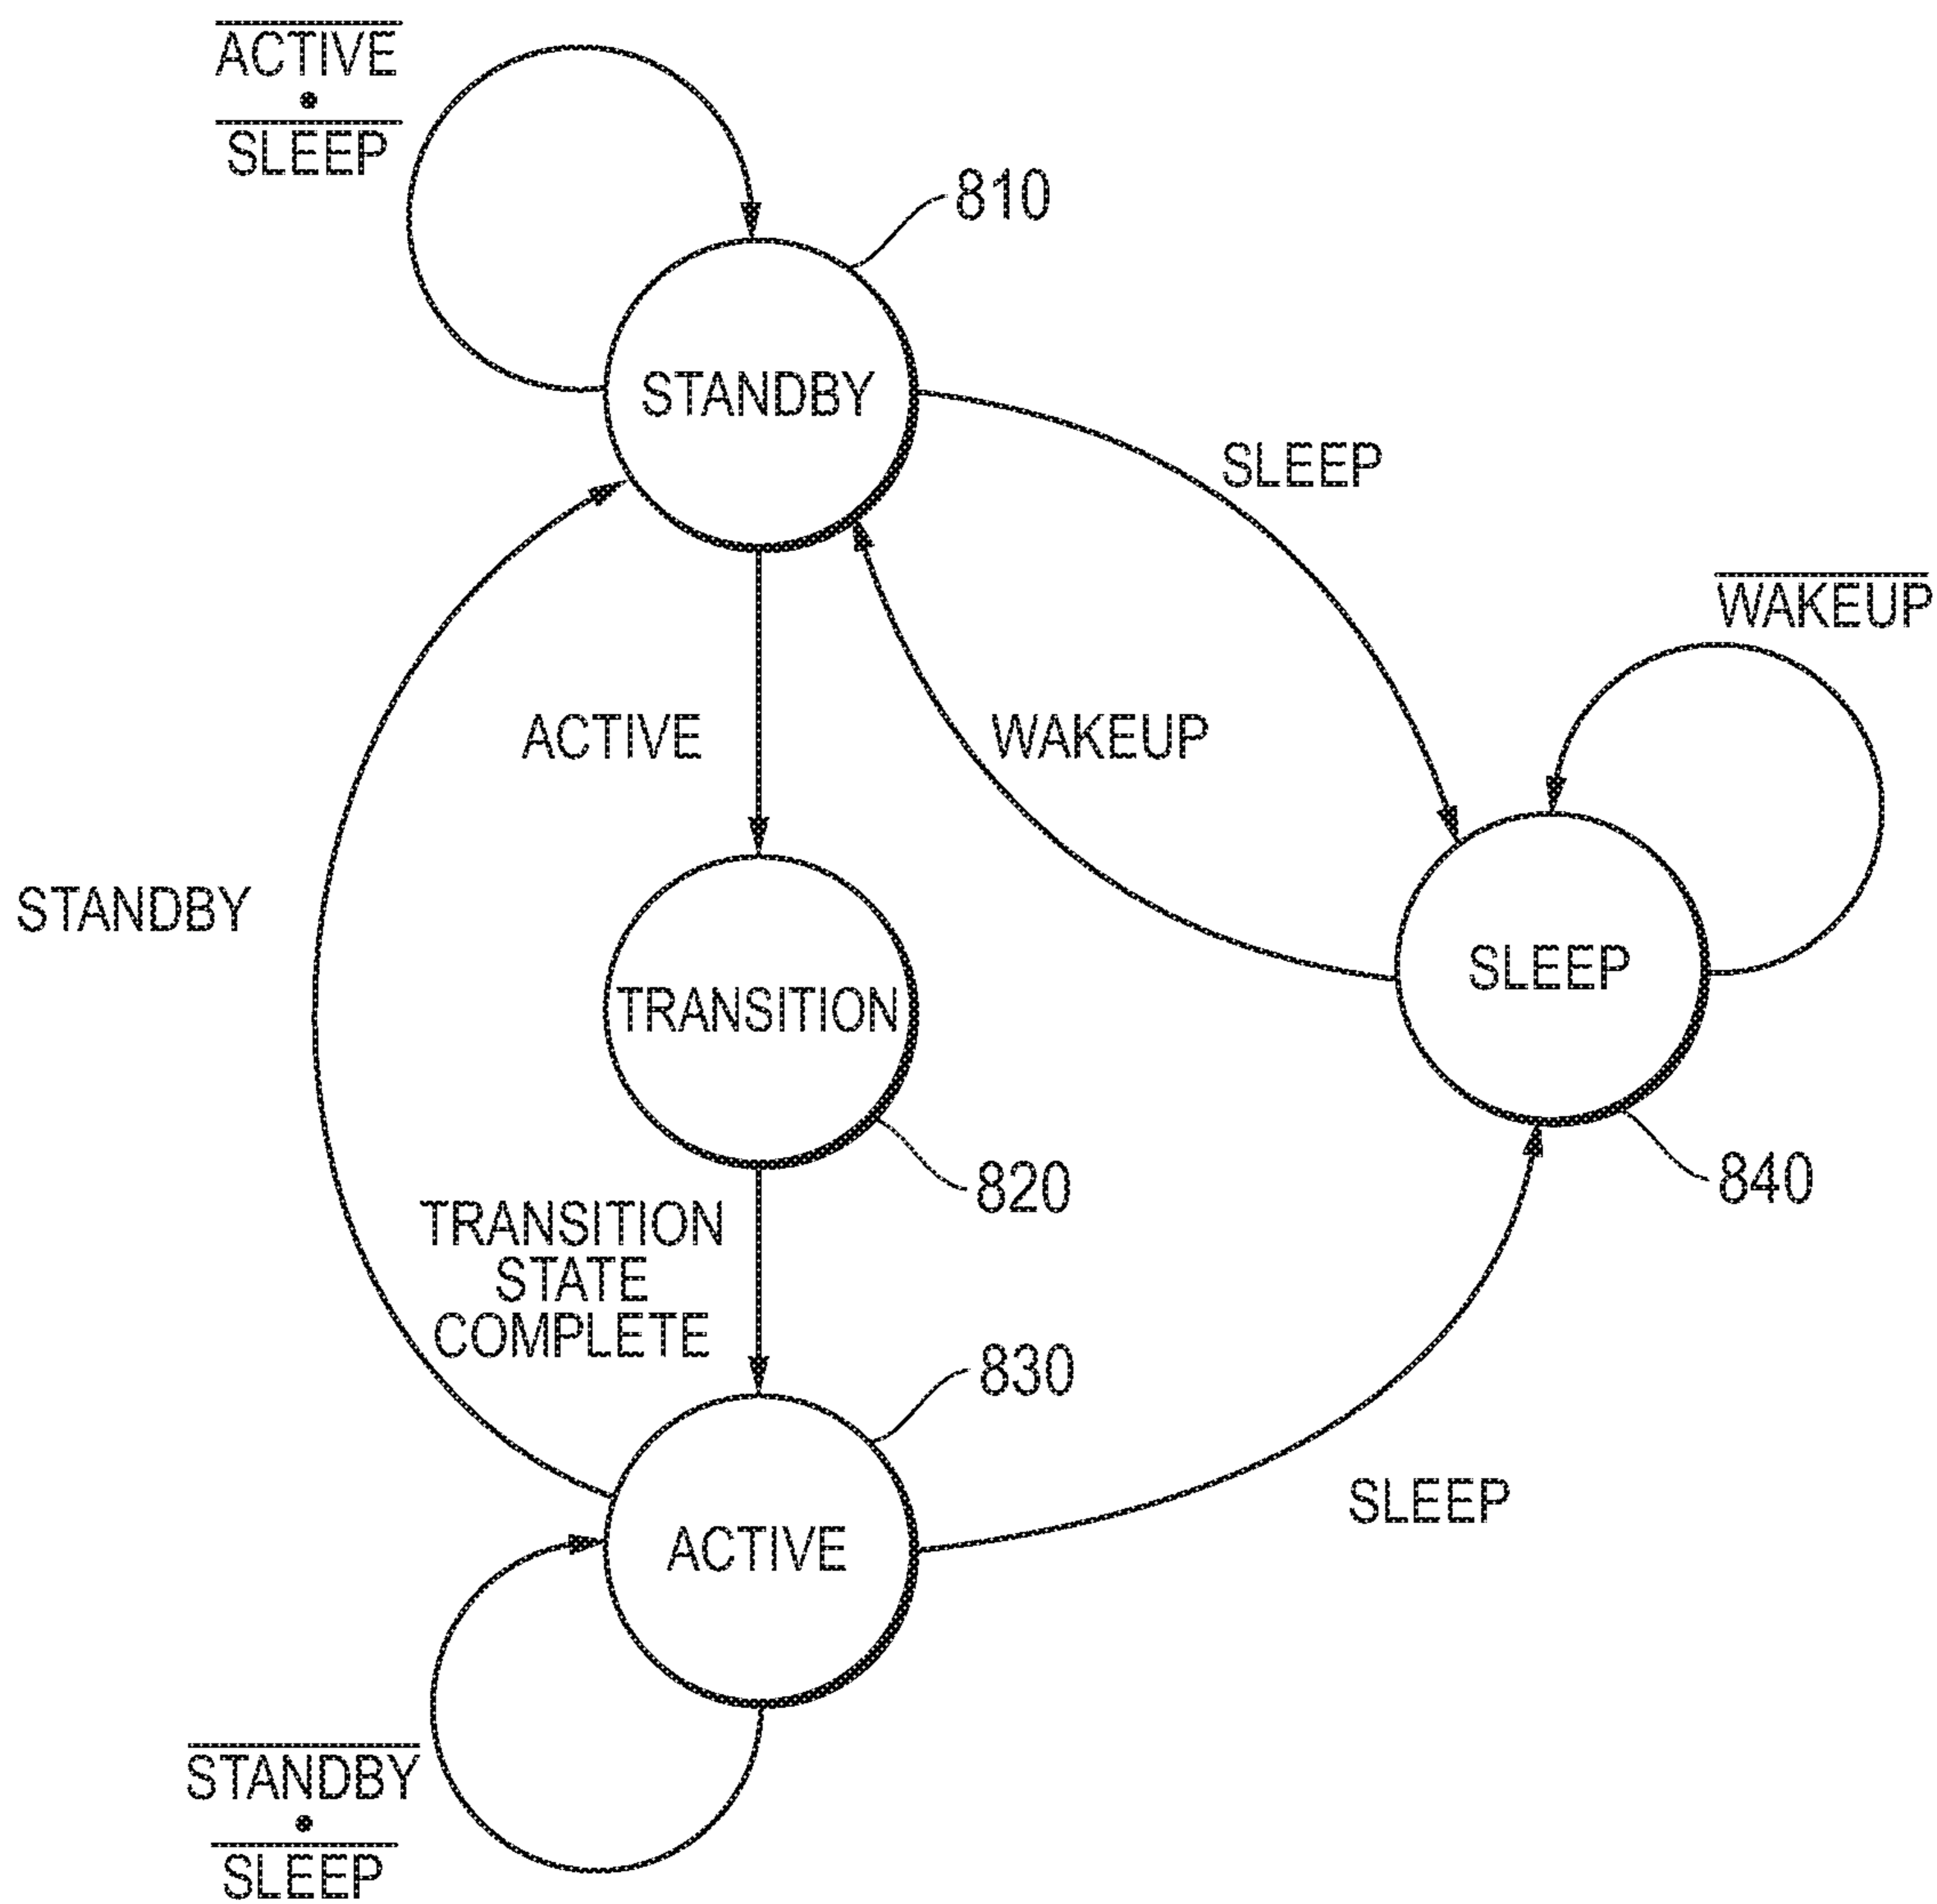 ACTIVE
•
SLEEP
810
STANDBY
SLEEP
WAKEUP
ACTIVE
WAKEUP
STANDBY
SLEEP
TRANSITION
840
820
TRANSITION
STATE
COMPLETE
830
SLEEP
ACTIVE
STANDBY
•
SLEEP